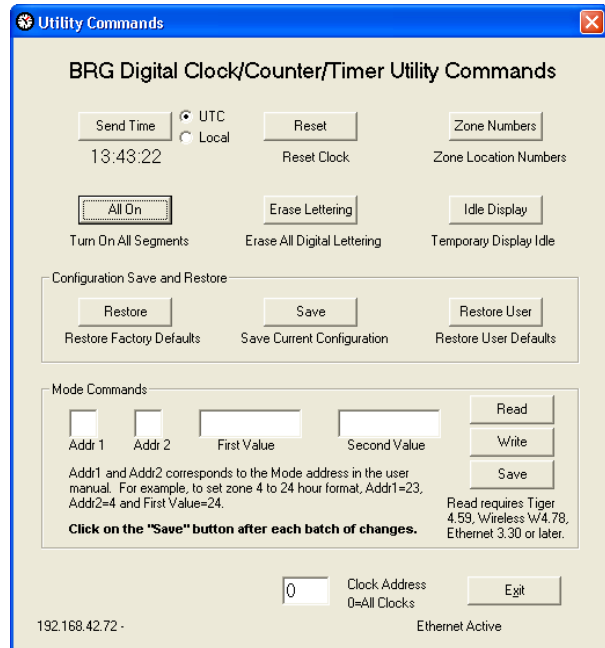 Utility Commands
BRG Digital Clock/Counter/Timer Utility Commands
Send Time
UTC
Local
Reset
Zone Numbers
13:43:22
Reset Clock
Zone Location Numbers
All On
Erase Lettering
Idle Display
Turn On All Segments
Erase All Digital Lettering
Temporary Display Idle
Configuration Save and Restore
Restore
Save
Restore User
Restore Factory Defaults
Save Current Configuration
Restore User Defaults
Mode Commands
Addr 1
Addr 2
First Value
Second Value
Read
Write
Save
Addr1 and Addr2 corresponds to the Mode address in the user
manual. For example, to set zone 4 to 24 hour format, Addr1=23,
Addr2=4 and First Value=24.
Click on the "Save" button after each batch of changes.
Read requires Tiger
4.59, Wireless W4.78,
Ethernet 3.30 or later.
0
Clock Address
0=All Clocks
Exit
192.168.42.72 -
Ethernet Active